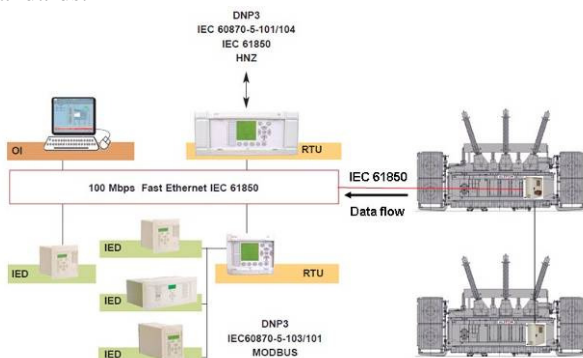 DNP3
IEC 60870-5-101/104
IEC 61850
HNZ
OI
RTU
IEC 61850
100 Mbps Fast Ethernet IEC 61850
Data flow
IED
IED
RTU
IED
DNP3
IEC60870-5-103/101
MODBUS
IED